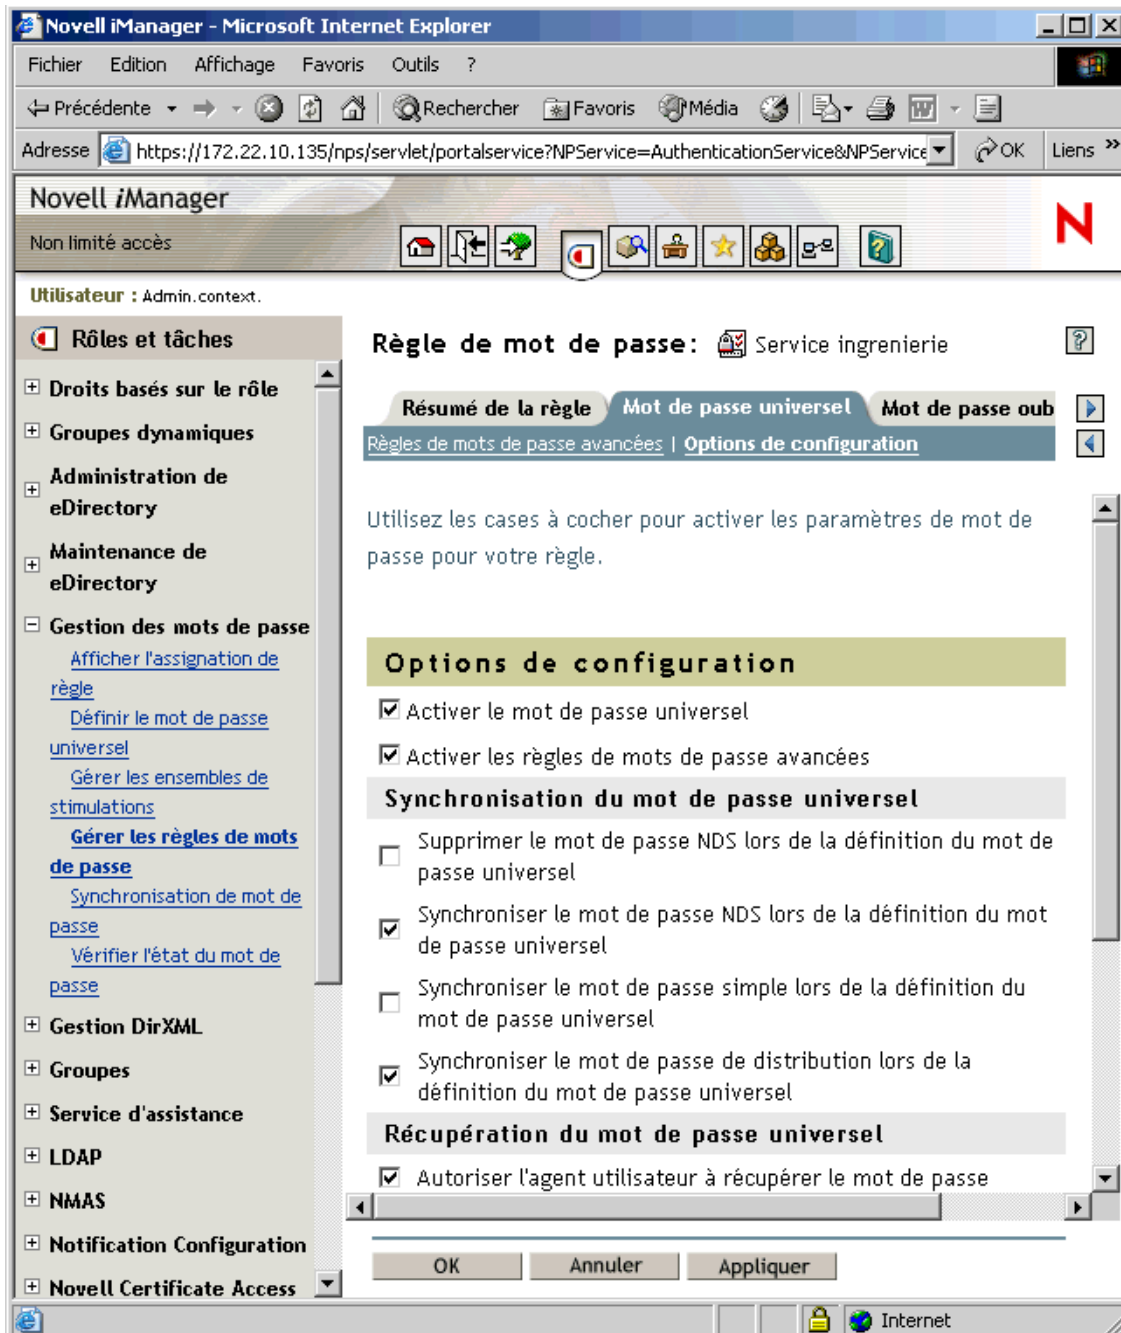 Novell iManager - Microsoft Internet Explorer
Fichier Edition Affichage Favoris Outils ?
Précédente Rechercher Favoris Média
Adresse https://172.22.10.135/nps/servlet/portalservice?NPService=AuthenticationService&NPService OK Liens »
Novell iManager
Non limité accès
N
Utilisateur : Admin.context.
Rôles et tâches
Droits basés sur le rôle
Groupes dynamiques
Administration de
eDirectory
Maintenance de
eDirectory
Gestion des mots de passe
Afficher l'assignation de
règle
Définir le mot de passe
universel
Gérer les ensembles de
stimulations
Gérer les règles de mots
de passe
Synchronisation de mot de
passe
Vérifier l'état du mot de
passe
Gestion DirXML
Groupes
Service d'assistance
LDAP
NMAS
Notification Configuration
Novell Certificate Access
Règle de mot de passe: Service ingrenierie
Résumé de la règle Mot de passe universel Mot de passe oub
Règles de mots de passe avancées | Options de configuration
Utilisez les cases à cocher pour activer les paramètres de mot de
passe pour votre règle.
Options de configuration
Activer le mot de passe universel
Activer les règles de mots de passe avancées
Synchronisation du mot de passe universel
Supprimer le mot de passe NDS lors de la définition du mot de
passe universel
Synchroniser le mot de passe NDS lors de la définition du mot
de passe universel
Synchroniser le mot de passe simple lors de la définition du
mot de passe universel
Synchroniser le mot de passe de distribution lors de la
définition du mot de passe universel
Récupération du mot de passe universel
Autoriser l'agent utilisateur à récupérer le mot de passe
OK Annuler Appliquer
Internet